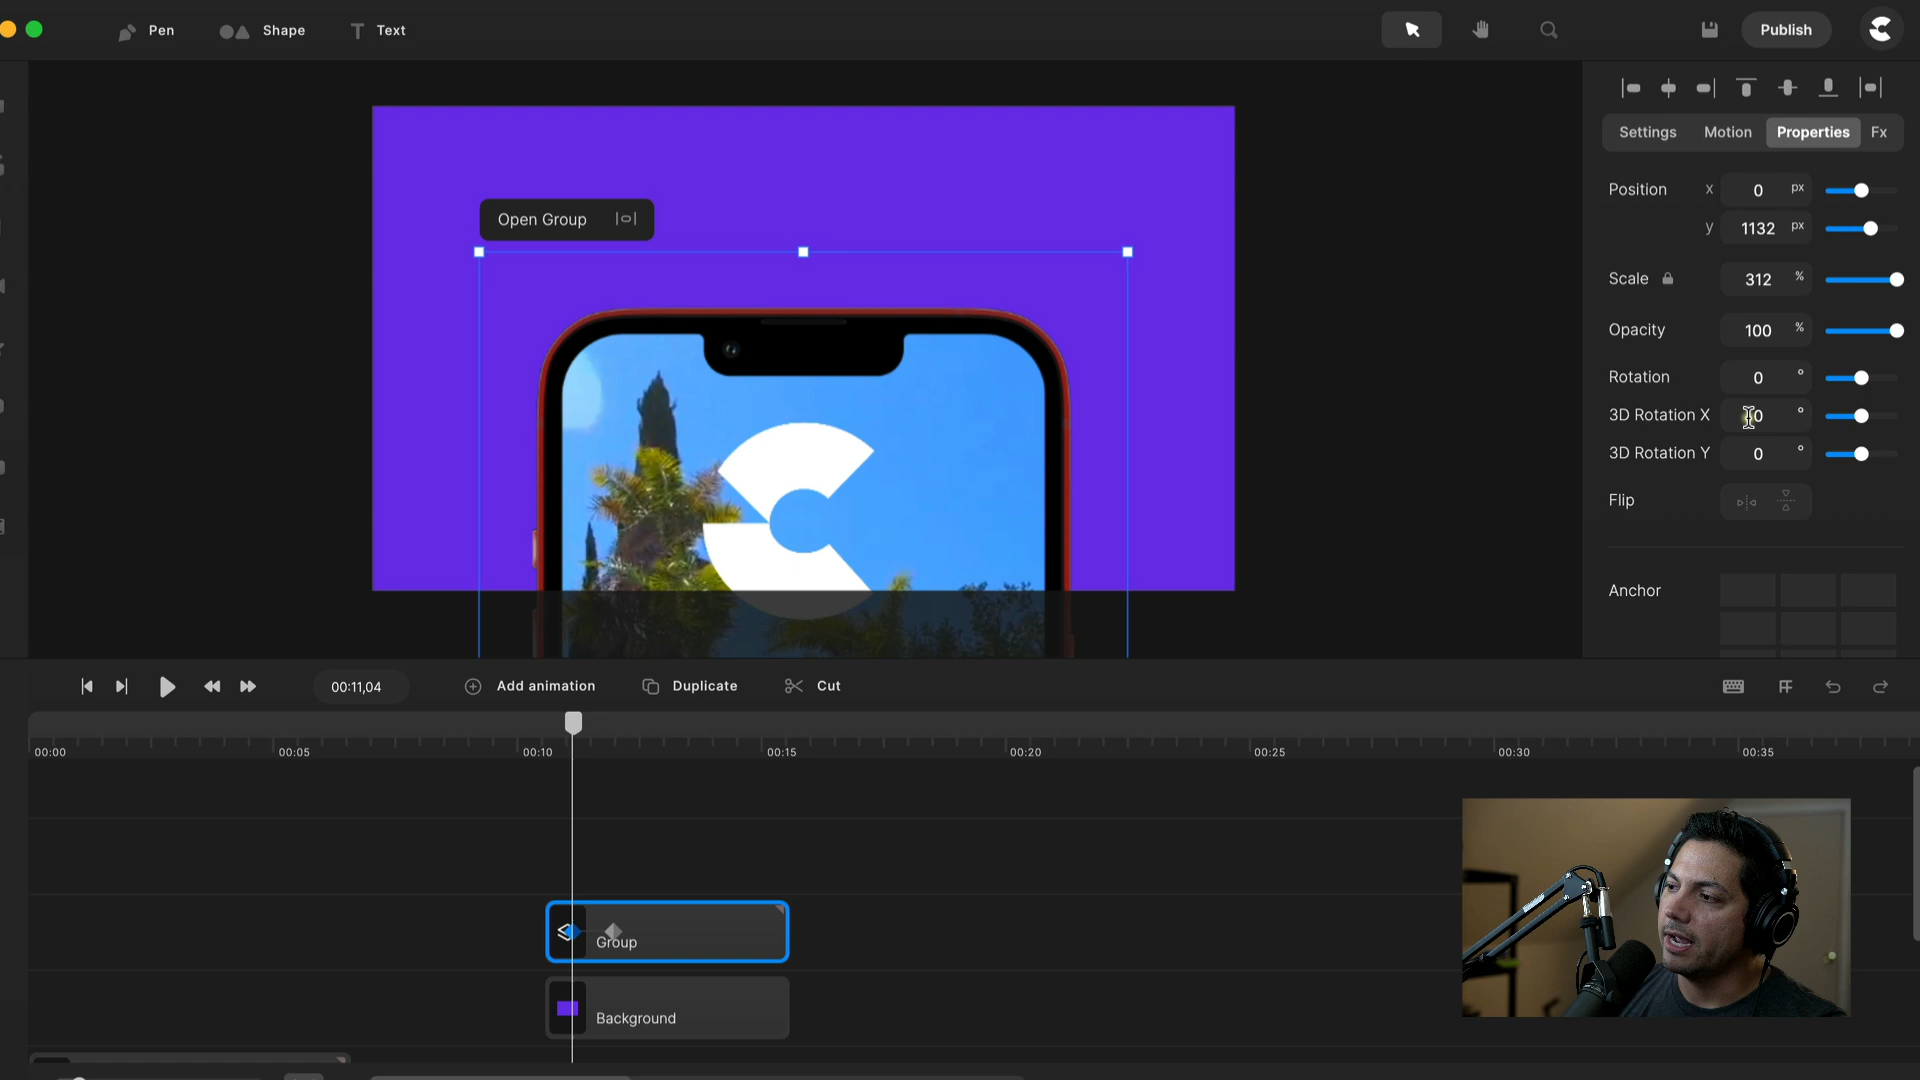 Pen
Shape
Text
Publish
Settings Motion Properties Fx
Position x 0 px
y 1132 px
Scale 312 %
Opacity 100 %
Rotation 0 °
3D Rotation X 0 °
3D Rotation Y 0 °
Flip
Anchor
Open Group
00:11,04
Add animation
Duplicate
Cut
00:00 00:05 00:10 00:15 00:20 00:25 00:30 00:35
Group
Background